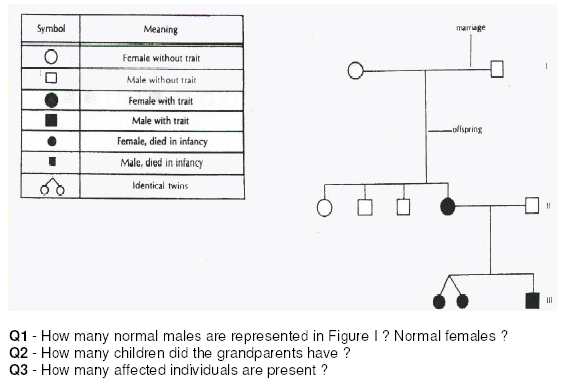 Symbol Meaning
Female without trait
Male without trait
Female with trait
Male with trait
Female, died in infancy
Male, died in infancy
Identical twins
marriage
I
offspring
II
III
Q1 - How many normal males are represented in Figure I ? Normal females ?
Q2 - How many children did the grandparents have ?
Q3 - How many affected individuals are present ?